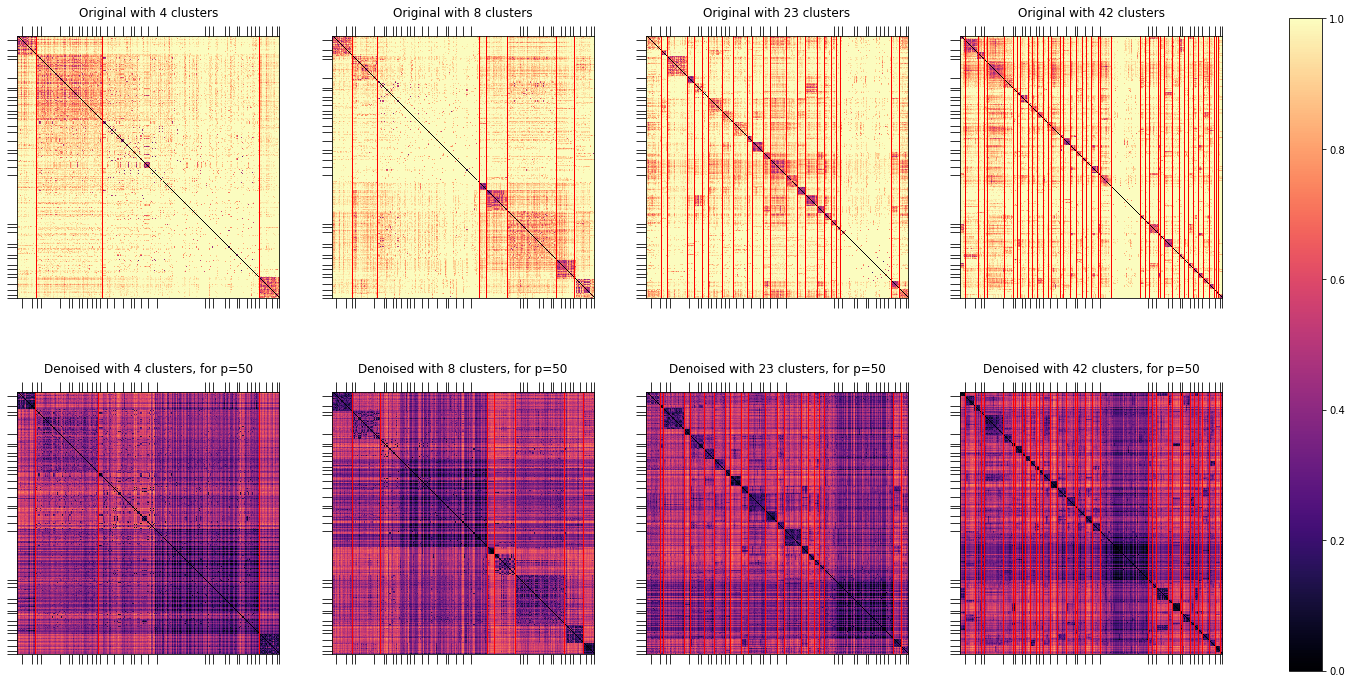 Original with 4 clusters
Original with 8 clusters
Original with 23 clusters
Original with 42 clusters
1.0
0.8
0.6
0.4
0.2
0.0
Denoised with 4 clusters, for p=50
Denoised with 8 clusters, for p=50
Denoised with 23 clusters, for p=50
Denoised with 42 clusters, for p=50